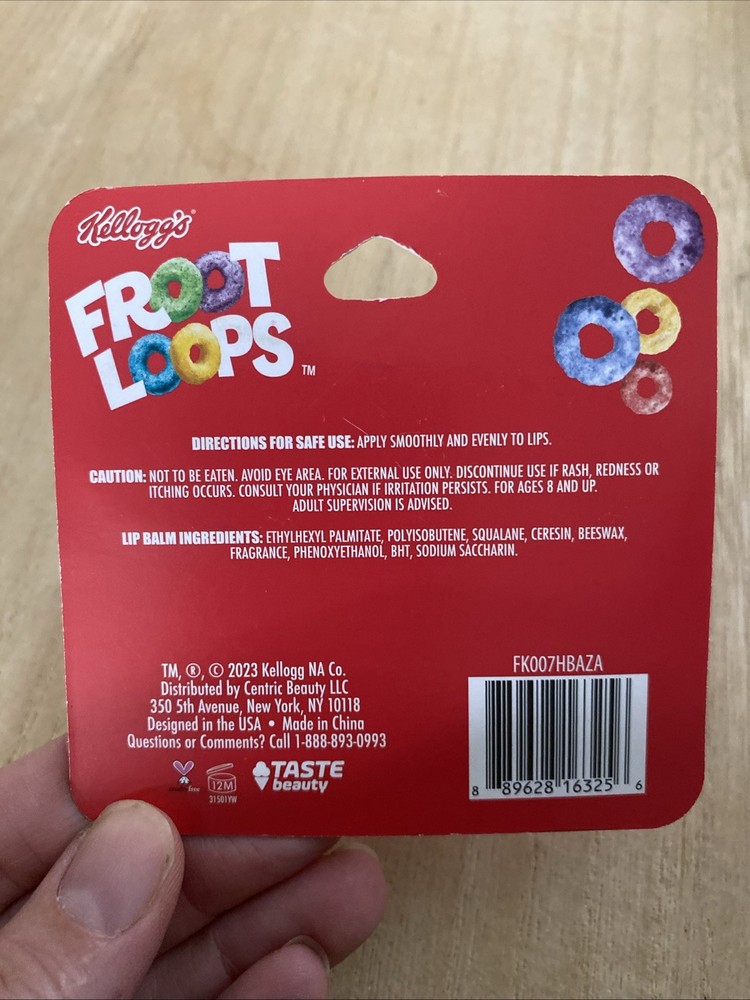 Kellogg's®
FROOT
LOOPS™
DIRECTIONS FOR SAFE USE: APPLY SMOOTHLY AND EVENLY TO LIPS.
CAUTION: NOT TO BE EATEN. AVOID EYE AREA. FOR EXTERNAL USE ONLY. DISCONTINUE USE IF RASH, REDNESS OR
ITCHING OCCURS. CONSULT YOUR PHYSICIAN IF IRRITATION PERSISTS. FOR AGES 8 AND UP.
ADULT SUPERVISION IS ADVISED.
LIP BALM INGREDIENTS: ETHYLHEXYL PALMITATE, POLYISOBUTENE, SQUALANE, CERESIN, BEESWAX,
FRAGRANCE, PHENOXYETHANOL, BHT, SODIUM SACCHARIN.
TM, ®, © 2023 Kellogg NA Co.
Distributed by Centric Beauty LLC
350 5th Avenue, New York, NY 10118
Designed in the USA • Made in China
Questions or Comments? Call 1-888-893-0993
free
12M
31501YW
TASTE
beauty
FK007HBAZA
8 89628 16325 6